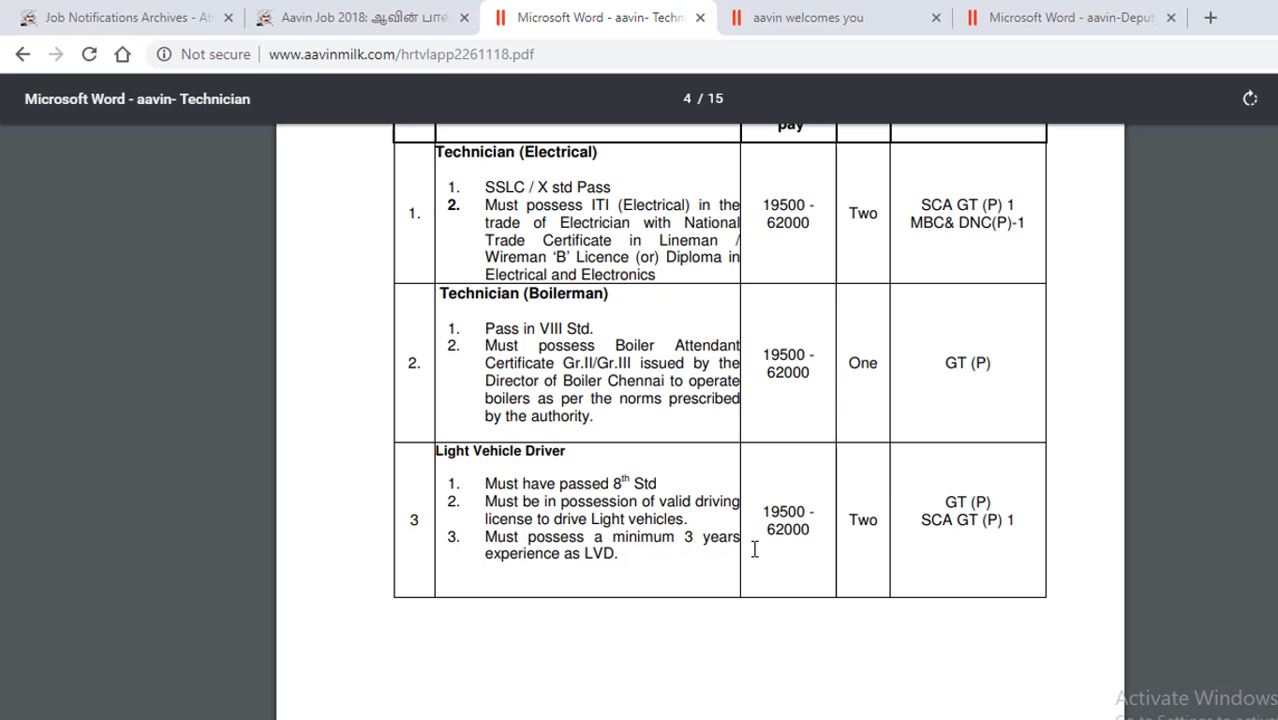 Job Notifications Archives - At
Aavin Job 2018: ஆவின் பால்
Microsoft Word - aavin- Techn
aavin welcomes you
Microsoft Word - aavin-Deput
Not secure
www.aavinmilk.com/hrtvlapp2261118.pdf
Microsoft Word - aavin- Technician
4 / 15
pay
Technician (Electrical)
1. SSLC / X std Pass
2. Must possess ITI (Electrical) in the
trade of Electrician with National
Trade Certificate in Lineman /
Wireman ‘B’ Licence (or) Diploma in
Electrical and Electronics
1.
19500 -
62000
Two
SCA GT (P) 1
MBC& DNC(P)-1
Technician (Boilerman)
1. Pass in VIII Std.
2. Must possess Boiler Attendant
Certificate Gr.II/Gr.III issued by the
Director of Boiler Chennai to operate
boilers as per the norms prescribed
by the authority.
2.
19500 -
62000
One
GT (P)
Light Vehicle Driver
1. Must have passed 8th Std
2. Must be in possession of valid driving
license to drive Light vehicles.
3. Must possess a minimum 3 years
experience as LVD.
3
19500 -
62000
Two
GT (P)
SCA GT (P) 1
Activate Windows